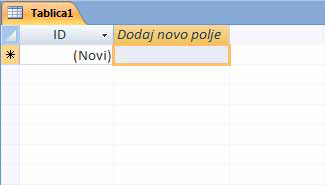 Tablica1
ID Dodaj novo polje
* (Novi)